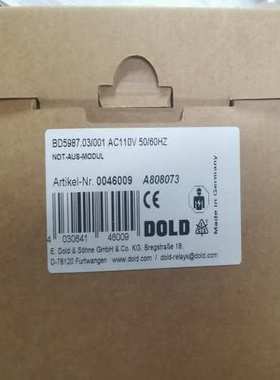 BD5987.03/001 AC110V 50/60HZ
NOT-AUS-MODUL
Artikel-Nr. 0046009 A808073
4 030641 46009
CE
DOLD
Made in Germany
E. Dold & Söhne GmbH & Co. KG, Bregstraße 18,
D-78120 Furtwangen www.dold.com / dold-relays@dold.com